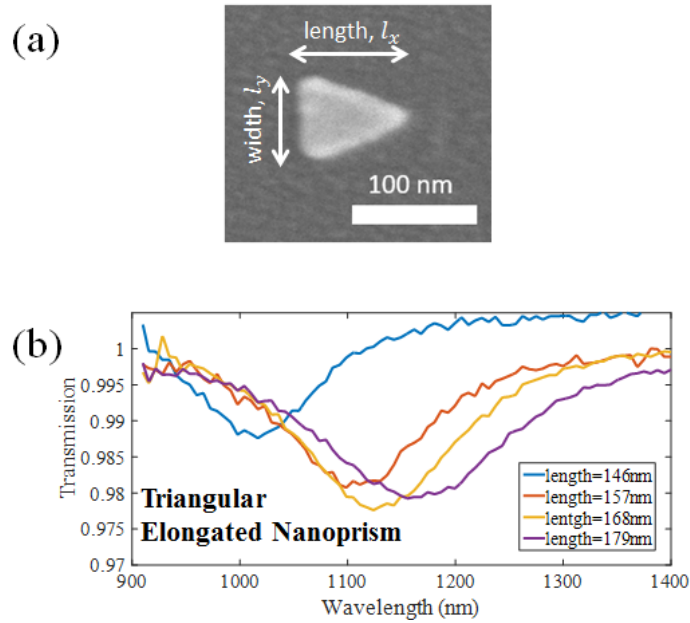 (a)
length, lx
width, ly
100 nm
(b)
Transmission
1
0.995
0.99
0.985
0.98
0.975
0.97
Triangular
Elongated Nanoprism
length=146nm
length=157nm
lentgh=168nm
length=179nm
900 1000 1100 1200 1300 1400
Wavelength (nm)